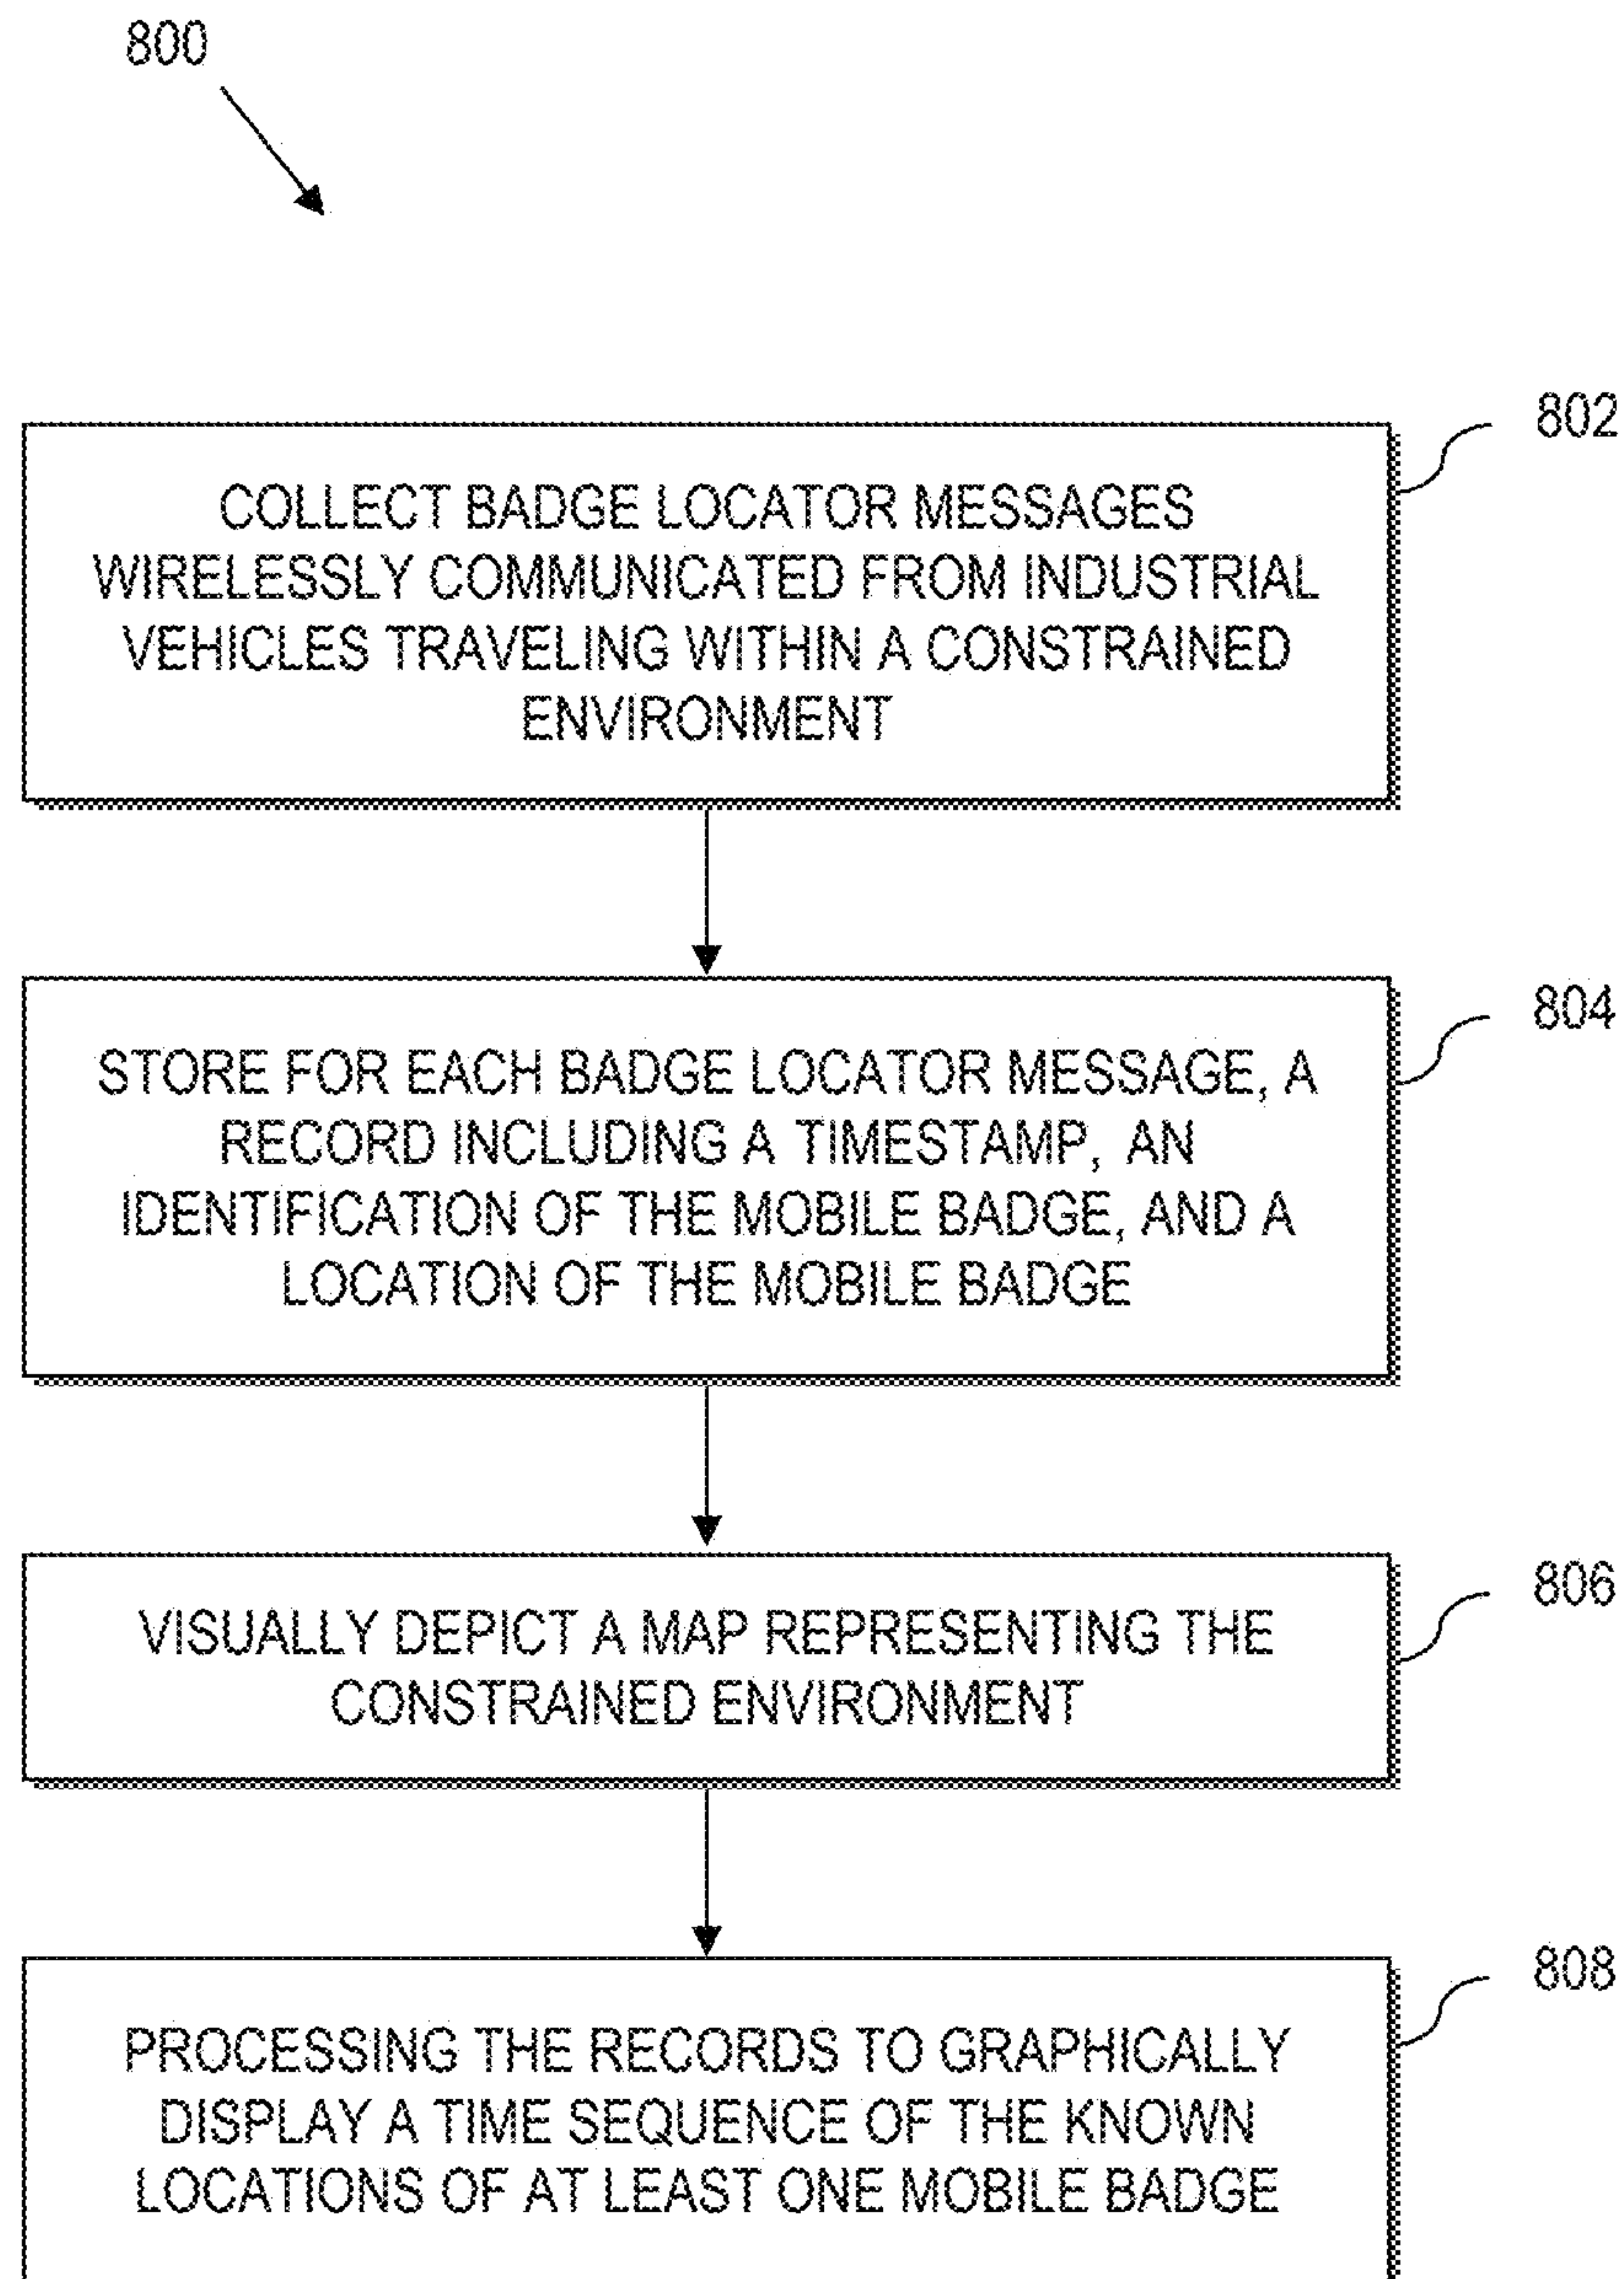 800
802
COLLECT BADGE LOCATOR MESSAGES
WIRELESSLY COMMUNICATED FROM INDUSTRIAL
VEHICLES TRAVELING WITHIN A CONSTRAINED
ENVIRONMENT
804
STORE FOR EACH BADGE LOCATOR MESSAGE, A
RECORD INCLUDING A TIMESTAMP, AN
IDENTIFICATION OF THE MOBILE BADGE, AND A
LOCATION OF THE MOBILE BADGE
806
VISUALLY DEPICT A MAP REPRESENTING THE
CONSTRAINED ENVIRONMENT
808
PROCESSING THE RECORDS TO GRAPHICALLY
DISPLAY A TIME SEQUENCE OF THE KNOWN
LOCATIONS OF AT LEAST ONE MOBILE BADGE